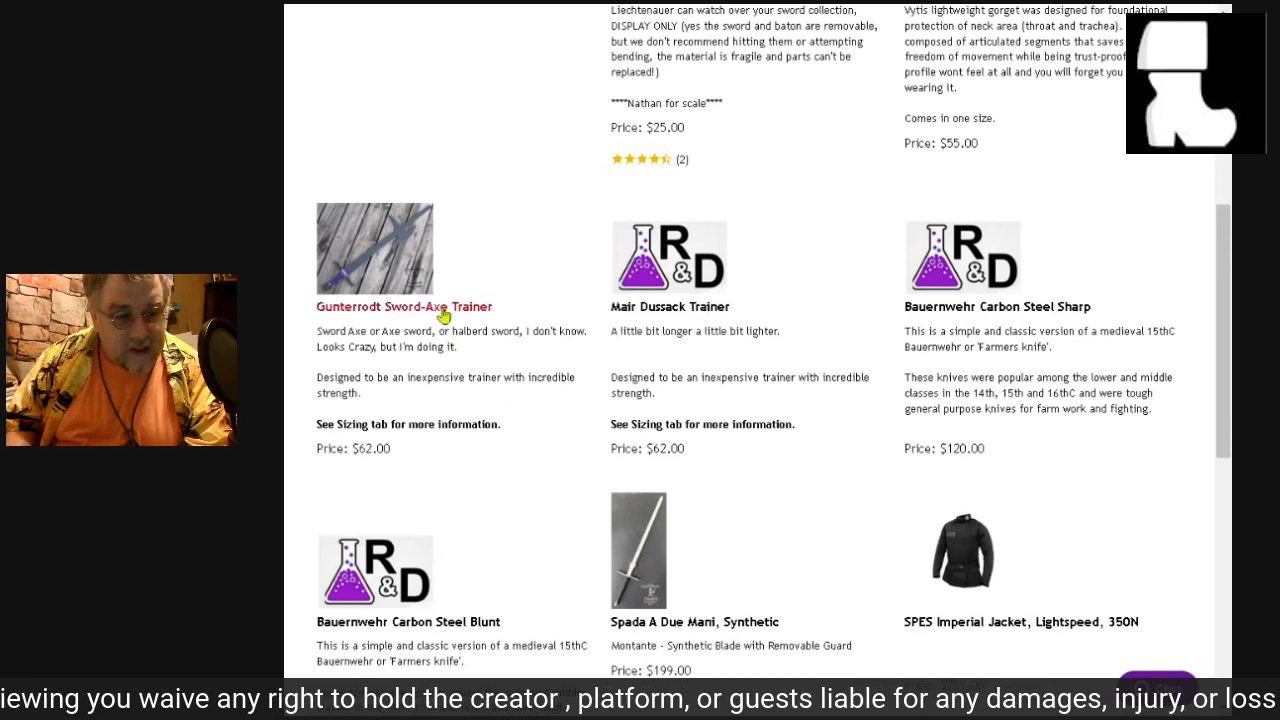 Liechtenauer can watch over your sword collection,
DISPLAY ONLY (yes the sword and baton are removable,
but we don't recommend hitting them or attempting
bending, the material is fragile and parts can't be
replaced!)
****Nathan for scale****
Price: $25.00
(2)
Vytis lightweight gorget was designed for foundational
protection of neck area (throat and trachea).
composed of articulated segments that saves
freedom of movement while being trust-proof
profile wont feel at all and you will forget you
wearing it.
Comes in one size.
Price: $55.00
Gunterrodt Sword-Axe Trainer
Sword Axe or Axe sword, or halberd sword, I don't know.
Looks Crazy, but I'm doing it.
Designed to be an inexpensive trainer with incredible
strength.
See Sizing tab for more information.
Price: $62.00
R
&D
Mair Dussack Trainer
A little bit longer a little bit lighter.
Designed to be an inexpensive trainer with incredible
strength.
See Sizing tab for more information.
Price: $62.00
R
&D
Bauernwehr Carbon Steel Sharp
This is a simple and classic version of a medieval 15thC
Bauernwehr or 'Farmers knife'.
These knives were popular among the lower and middle
classes in the 14th, 15th and 16thC and were tough
general purpose knives for farm work and fighting.
Price: $120.00
R
&D
Bauernwehr Carbon Steel Blunt
This is a simple and classic version of a medieval 15thC
Bauernwehr or 'Farmers knife'.
Spada A Due Mani, Synthetic
Montante - Synthetic Blade with Removable Guard
Price: $199.00
SPES Imperial Jacket, Lightspeed, 350N
iewing you waive any right to hold the creator , platform, or guests liable for any damages, injury, or loss